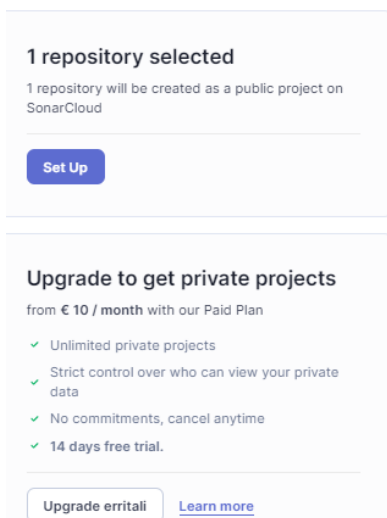 1 repository selected
1 repository will be created as a public project on
SonarCloud
Set Up
Upgrade to get private projects
from € 10 / month with our Paid Plan
Unlimited private projects
Strict control over who can view your private
data
No commitments, cancel anytime
14 days free trial.
Upgrade erritali Learn more